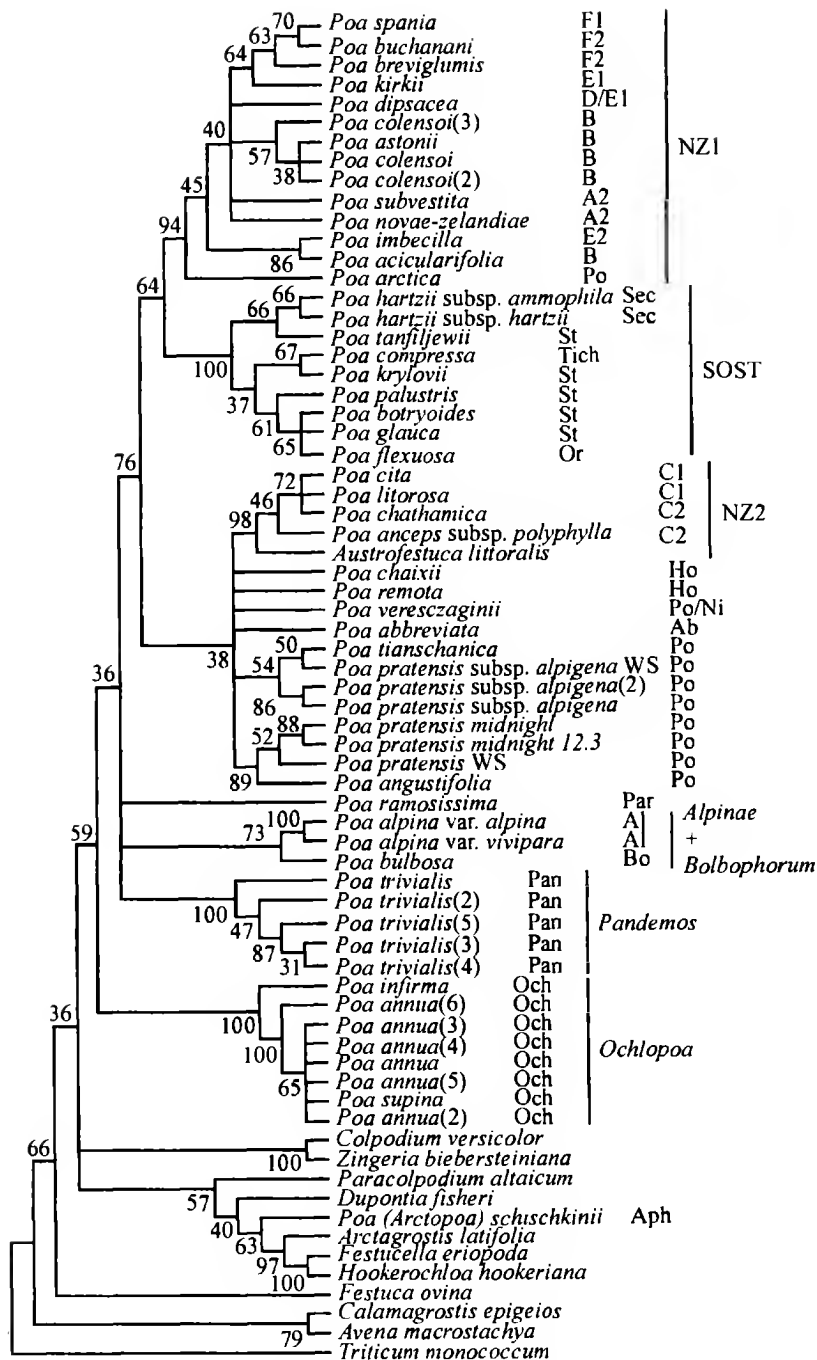 70 Poa spania F1
63 Poa buchanani F2
64 Poa breviglumis F2
Poa kirkii E1
Poa dipsacea D/E1
40 Poa colensoi(3) B
Poa astonii B
57 Poa colensoi B NZ1
38 Poa colensoi(2) B
45 Poa subvestita A2
94 Poa novae-zelandiae A2
Poa imbecilla E2
86 Poa acicularifolia B
64 Poa arctica Po
66 Poa hartzii subsp. ammophila Sec
66 Poa hartzii subsp. hartzii Sec
Poa tanfiljewii St
67 Poa compressa Tich
100 Poa krylovii St SOST
37 Poa palustris St
61 Poa botryoides St
65 Poa glauca St
Poa flexuosa Or
76 72 Poa cita C1
46 Poa litorosa C1
98 Poa chathamica C2 NZ2
Poa anceps subsp. polyphylla C2
Austrofestuca littoralis
Poa chaixii Ho
Poa remota Ho
Poa veresczaginii Po/Ni
Poa abbreviata Ab
38 50 Poa tianschanica Po
36 54 Poa pratensis subsp. alpigena WS Po
Poa pratensis subsp. alpigena(2) Po
86 Poa pratensis subsp. alpigena Po
88 Poa pratensis midnighl Po
52 Poa pratensis midnight 12.3 Po
Poa pratensis WS Po
89 Poa angustifolia Po
Poa ramosissima Par
59 100 Poa alpina var. alpina Al Alpinae
73 Poa alpina var. vivipara Al +
Poa bulbosa Bo Bolbophorum
Poa trivialis Pan
100 Poa trivialis(2) Pan
47 Poa trivialis(5) Pan Pandemos
87 Poa trivialis(3) Pan
31 Poa trivialis(4) Pan
Poa infirma Och
36 Poa annua(6) Och
100 Poa annua(3) Och
100 Poa annua(4) Och Ochlopoa
Poa annua Och
65 Poa annua(5) Och
Poa supina Och
Poa annua(2) Och
Colpodium versicolor
66 100 Zingeria biebersteiniana
Paracolpodium altaicum
57 Dupontia fisheri
40 Poa (Arctopoa) schischkinii Aph
63 Arctagrostis latifolia
97 Festucella eriopoda
100 Hookerochloa hookeriana
Festuca ovina
Calamagrostis epigeios
79 Avena macrostachya
Triticum monococcum